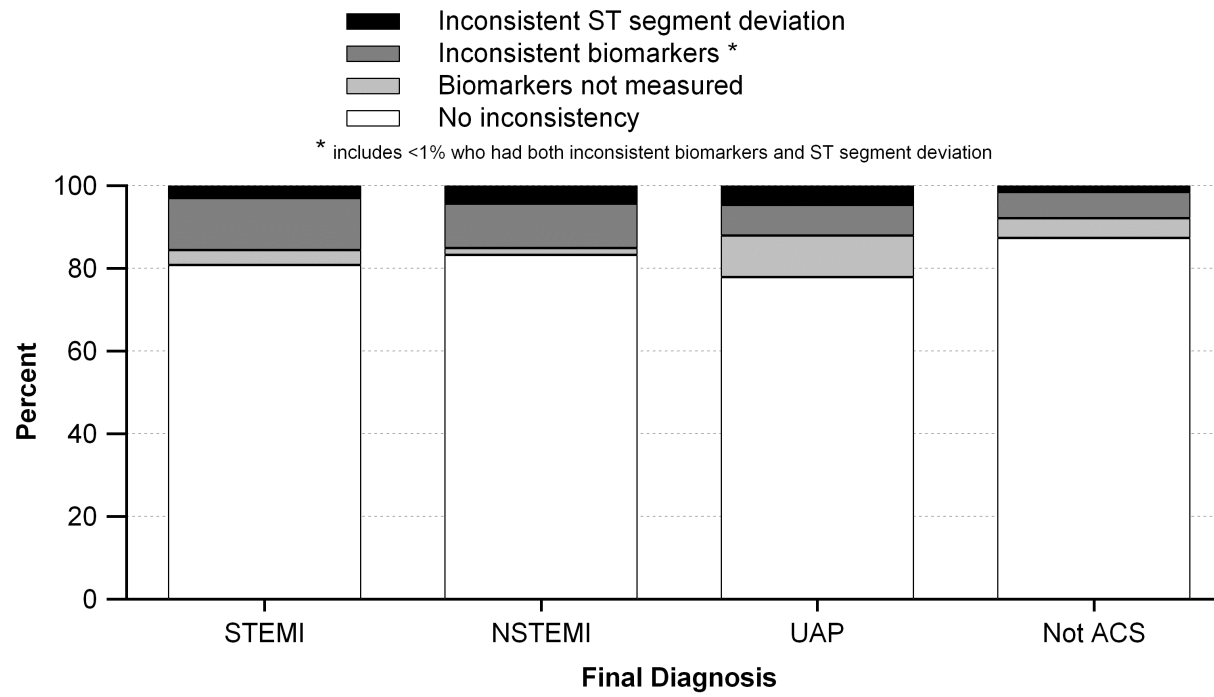 Inconsistent ST segment deviation
Inconsistent biomarkers *
Biomarkers not measured
No inconsistency
* includes <1% who had both inconsistent biomarkers and ST segment deviation
100
80
60
40
20
0
Percent
STEMI NSTEMI UAP Not ACS
Final Diagnosis